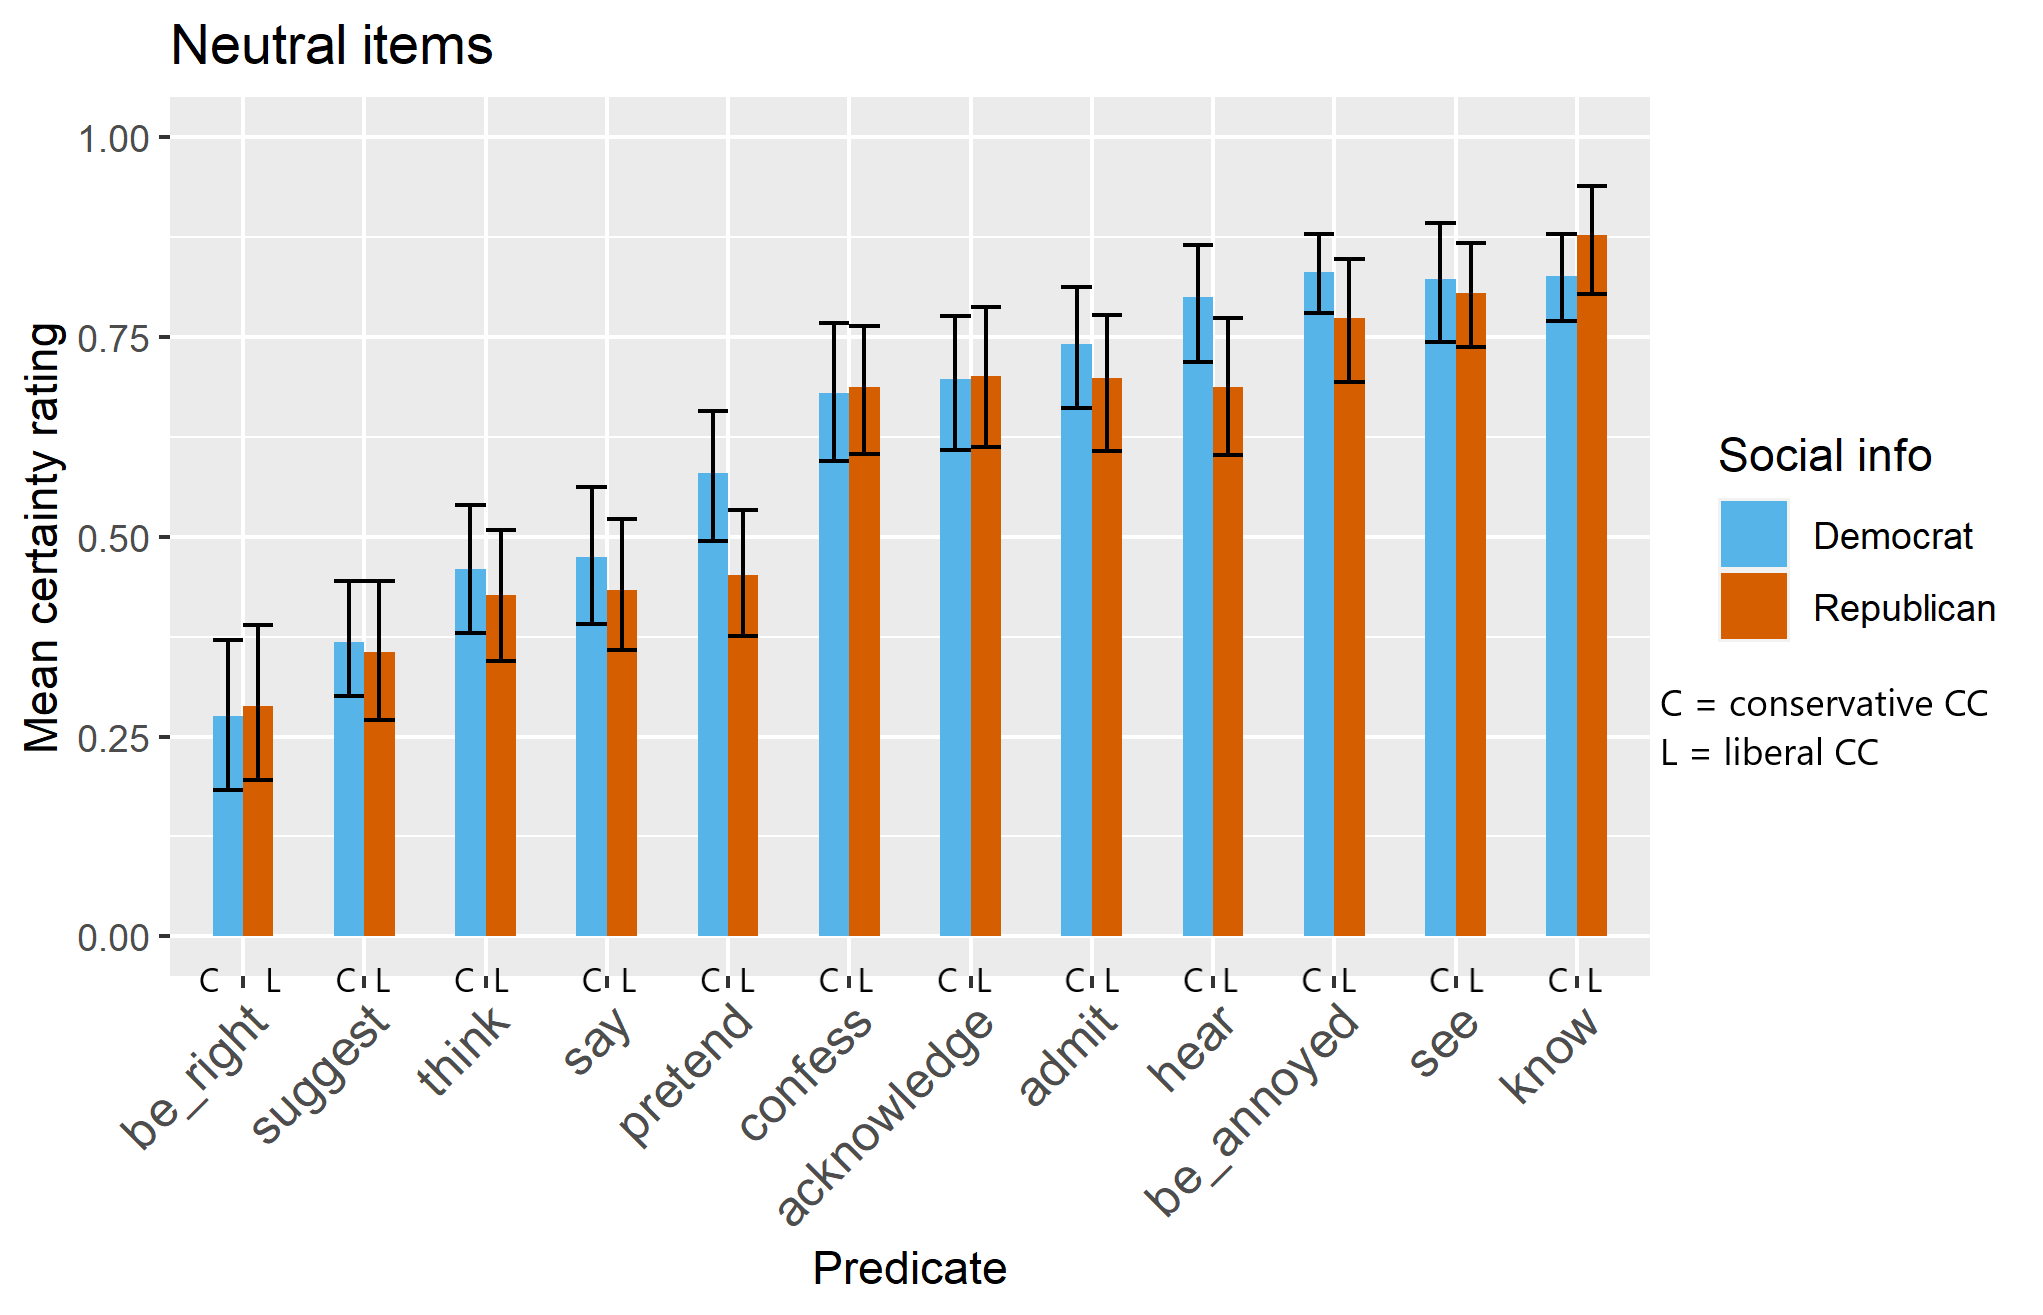 Neutral items
1.00
0.75
0.50
0.25
0.00
Mean certainty rating
C L C L C L C L C L C L C L C L C L C L C L C L
be_right
suggest
think
say
pretend
confess
acknowledge
admit
hear
be_annoyed
see
know
Predicate
Social info
Democrat
Republican
C = conservative CC
L = liberal CC